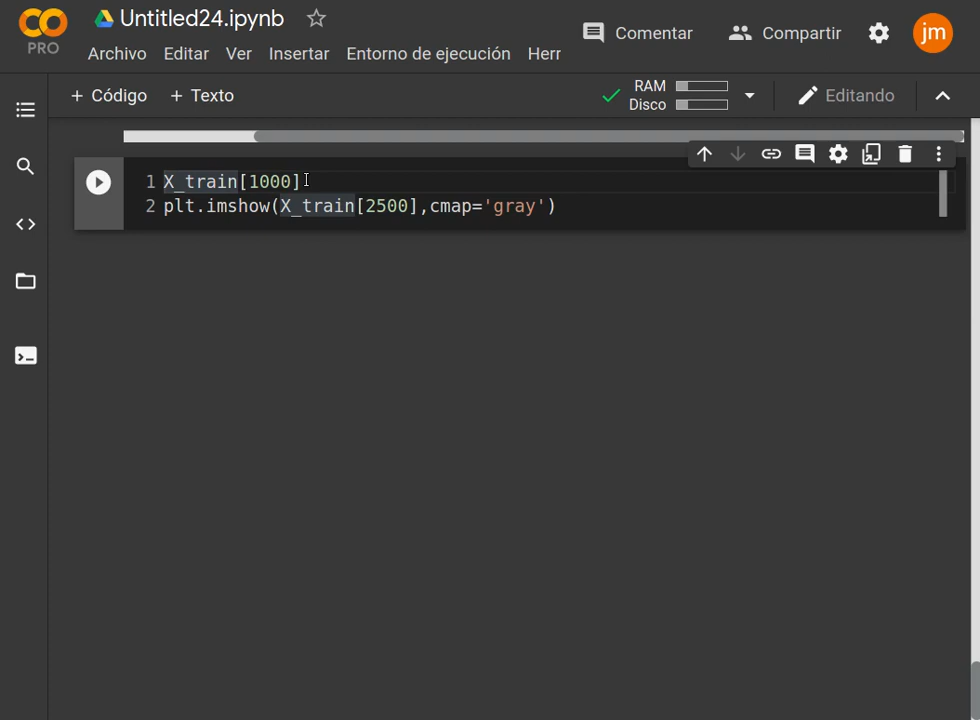 Untitled24.ipynb
PRO
Comentar
Compartir
jm
Archivo Editar Ver Insertar Entorno de ejecución Herr
+ Código + Texto
RAM
Disco
Editando
1 X_train[1000]
2 plt.imshow(X_train[2500],cmap='gray')